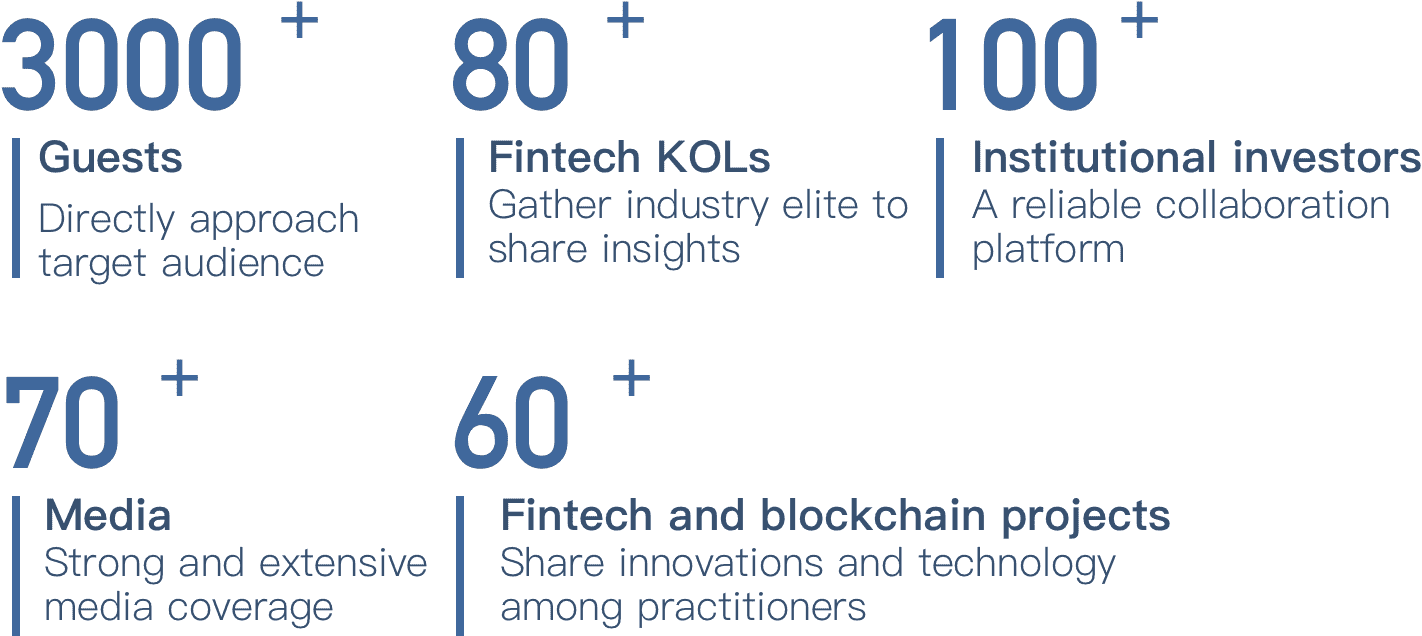 3000 +
Guests
Directly approach
target audience
80 +
Fintech KOLs
Gather industry elite to
share insights
100 +
Institutional investors
A reliable collaboration
platform
70 +
Media
Strong and extensive
media coverage
60 +
Fintech and blockchain projects
Share innovations and technology
among practitioners